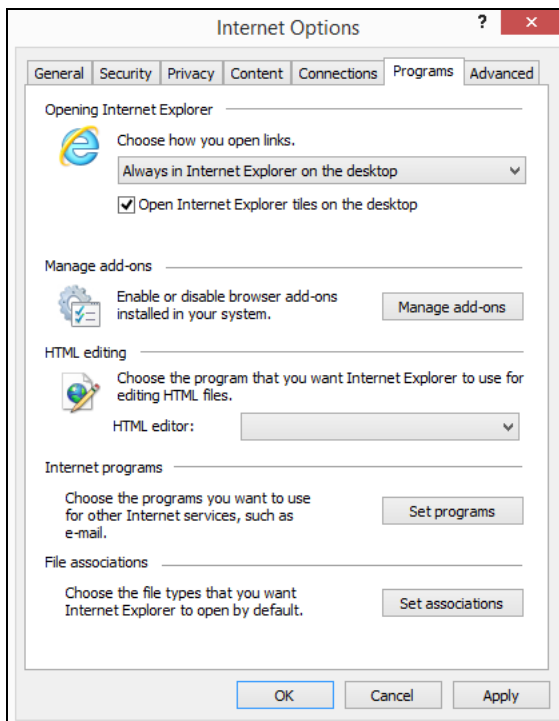 Internet Options
?
×
General Security Privacy Content Connections Programs Advanced
Opening Internet Explorer
Choose how you open links.
Always in Internet Explorer on the desktop
Open Internet Explorer tiles on the desktop
Manage add-ons
Enable or disable browser add-ons
installed in your system.
Manage add-ons
HTML editing
Choose the program that you want Internet Explorer to use for
editing HTML files.
HTML editor:
Internet programs
Choose the programs you want to use
for other Internet services, such as
e-mail.
Set programs
File associations
Choose the file types that you want
Internet Explorer to open by default.
Set associations
OK Cancel Apply